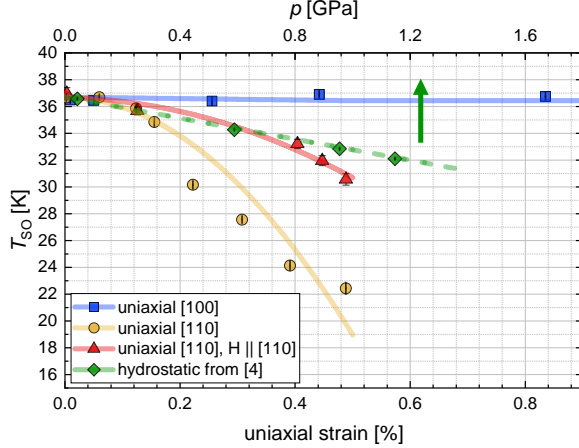 p [GPa]
0.0 0.4 0.8 1.2 1.6
40
38
36
34
32
30
28
26
24
22
20
18
16
15
T_SO [K]
uniaxial [100]
uniaxial [110]
uniaxial [110], H || [110]
hydrostatic from [4]
0.0 0.2 0.4 0.6 0.8
uniaxial strain [%]